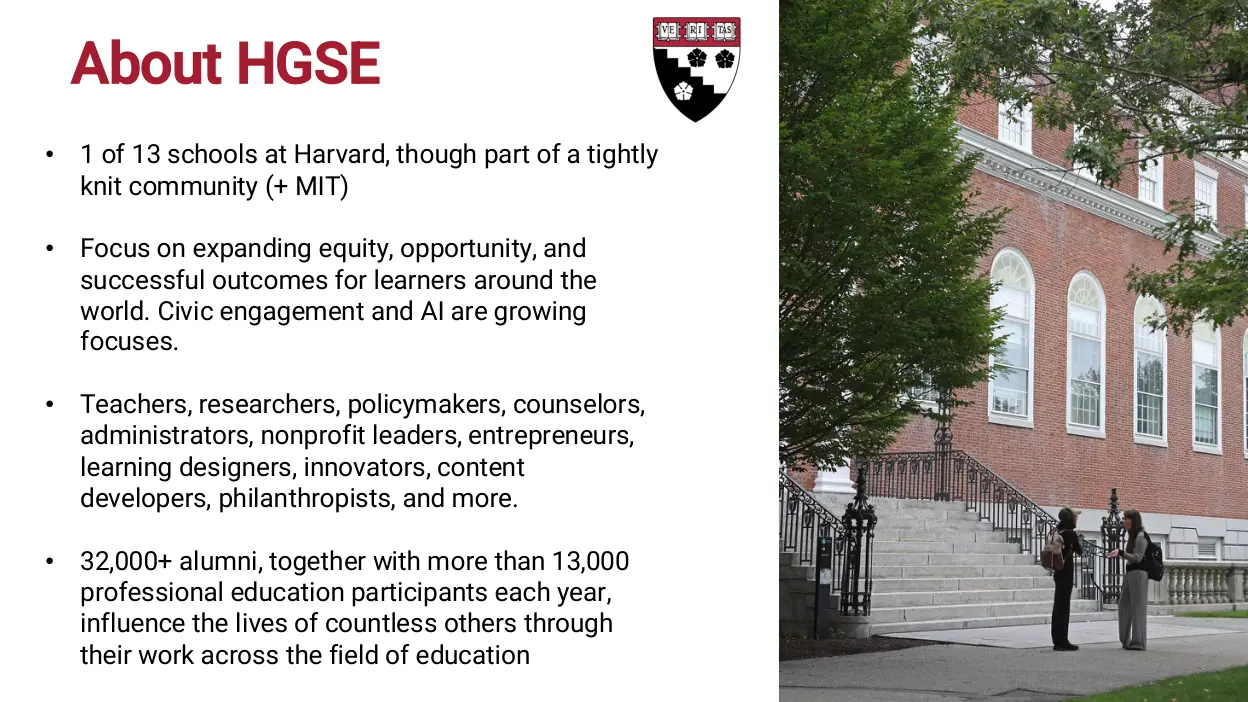 About HGSE
VE RI TAS
• 1 of 13 schools at Harvard, though part of a tightly
knit community (+ MIT)
• Focus on expanding equity, opportunity, and
successful outcomes for learners around the
world. Civic engagement and AI are growing
focuses.
• Teachers, researchers, policymakers, counselors,
administrators, nonprofit leaders, entrepreneurs,
learning designers, innovators, content
developers, philanthropists, and more.
• 32,000+ alumni, together with more than 13,000
professional education participants each year,
influence the lives of countless others through
their work across the field of education